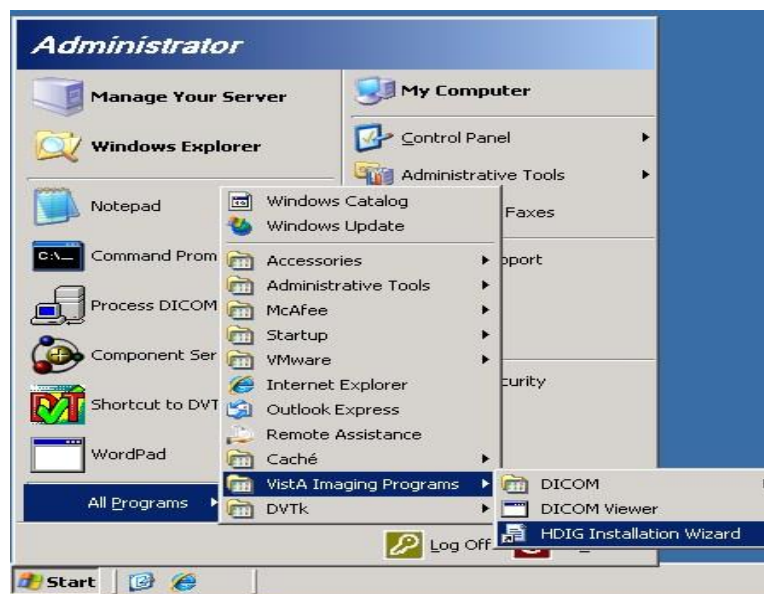 Administrator
Manage Your Server
Windows Explorer
Notepad
Command Prom
Process DICOM
Component Ser
Shortcut to DVT
WordPad
All Programs
My Computer
Control Panel
Administrative Tools
Faxes
pport
curity
Windows Catalog
Windows Update
Accessories
Administrative Tools
McAfee
Startup
VMware
Internet Explorer
Outlook Express
Remote Assistance
Caché
VistA Imaging Programs
DVTk
DICOM
DICOM Viewer
HDIG Installation Wizard
Log Off
Start